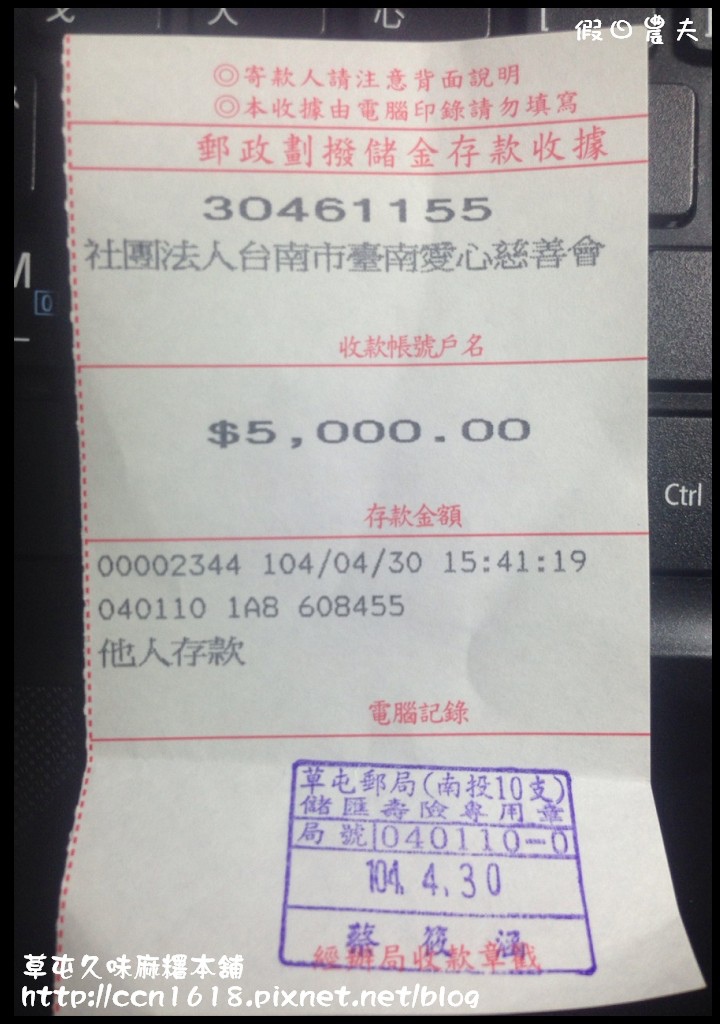 假日農夫
◎寄款人請注意背面說明
◎本收據由電腦印錄請勿填寫
郵政劃撥儲金存款收據
30461155
社團法人台南市臺南愛心慈善會
收款帳號戶名
$5,000.00
存款金額
Ctrl
00002344 104/04/30 15:41:19
040110 1A8 608455
他人存款
電腦記錄
草屯郵局(南投10支)
儲匯壽險專用章
局號 040110-0
104. 4. 30
蔡筱涵
經辦局收款章戳
草屯久味麻糬本舖
http://ccn1618.pixnet.net/blog